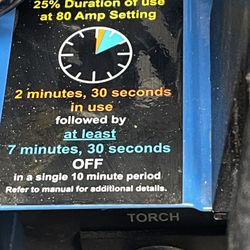 25% Duration of use
at 80 Amp Setting
2 minutes, 30 seconds
in use
followed by
at least
7 minutes, 30 seconds
OFF
in a single 10 minute period
Refer to manual for additional details.
TORCH